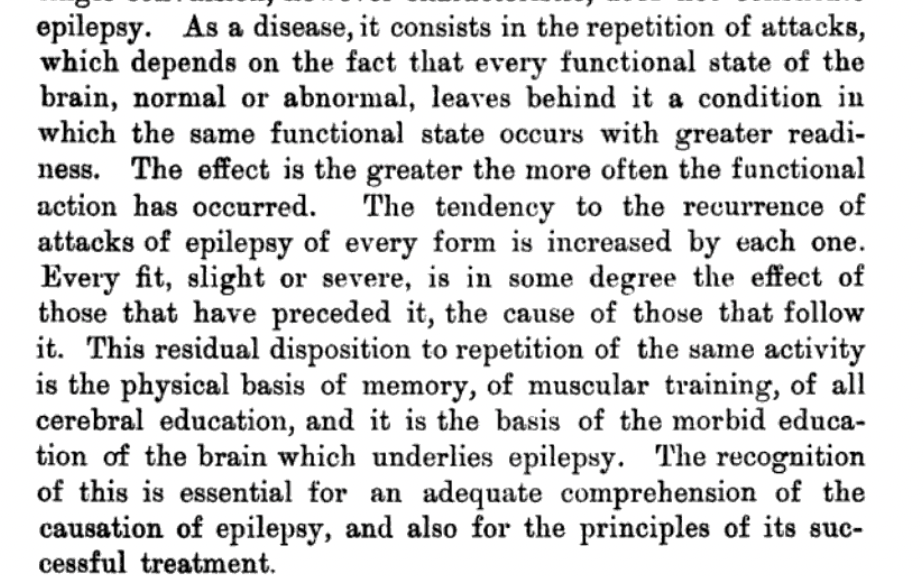 epilepsy. As a disease, it consists in the repetition of attacks,
which depends on the fact that every functional state of the
brain, normal or abnormal, leaves behind it a condition in
which the same functional state occurs with greater readi-
ness. The effect is the greater the more often the functional
action has occurred. The tendency to the recurrence of
attacks of epilepsy of every form is increased by each one.
Every fit, slight or severe, is in some degree the effect of
those that have preceded it, the cause of those that follow
it. This residual disposition to repetition of the same activity
is the physical basis of memory, of muscular training, of all
cerebral education, and it is the basis of the morbid educa-
tion of the brain which underlies epilepsy. The recognition
of this is essential for an adequate comprehension of the
causation of epilepsy, and also for the principles of its suc-
cessful treatment.